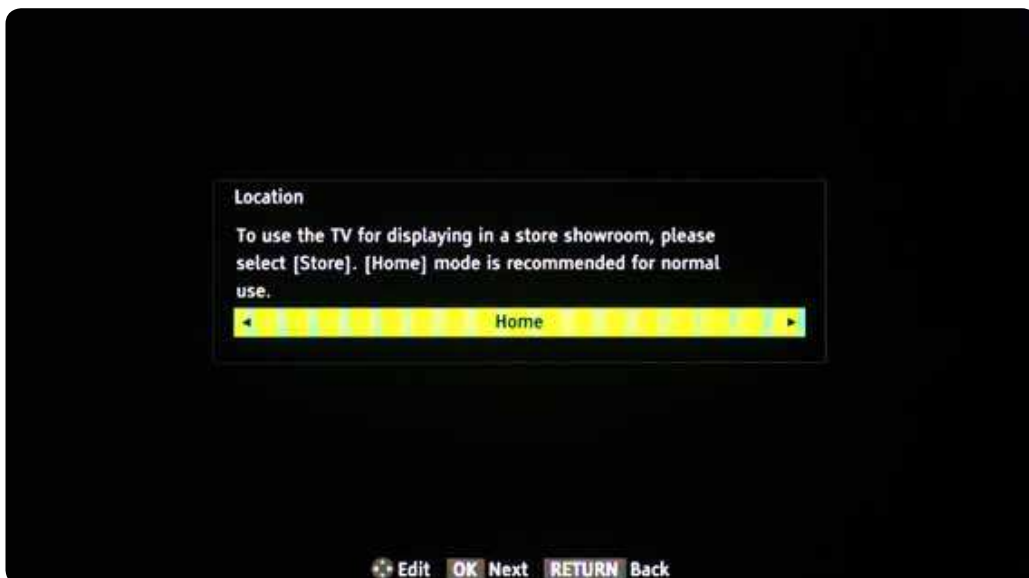 Location
To use the TV for displaying in a store showroom, please
select [Store]. [Home] mode is recommended for normal
use.
◄ Home ►
Edit OK Next RETURN Back